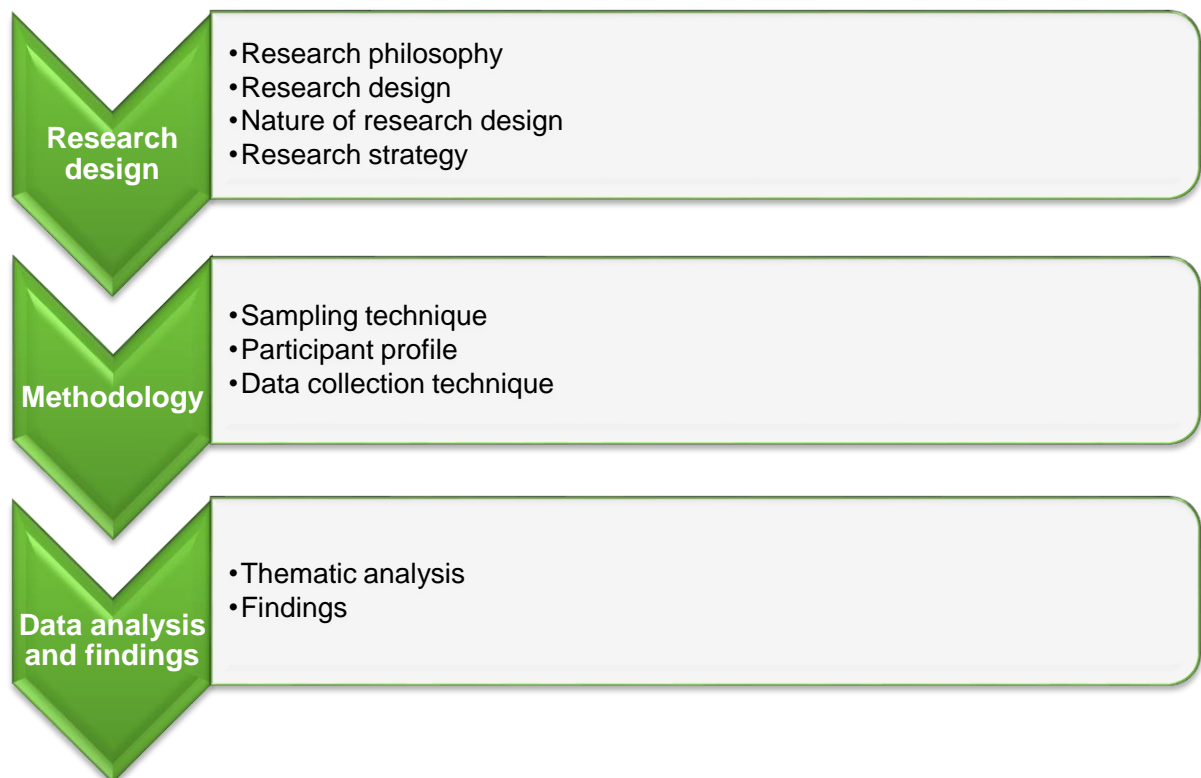 Research
design
•Research philosophy
•Research design
•Nature of research design
•Research strategy
Methodology
•Sampling technique
•Participant profile
•Data collection technique
Data analysis
and findings
•Thematic analysis
•Findings